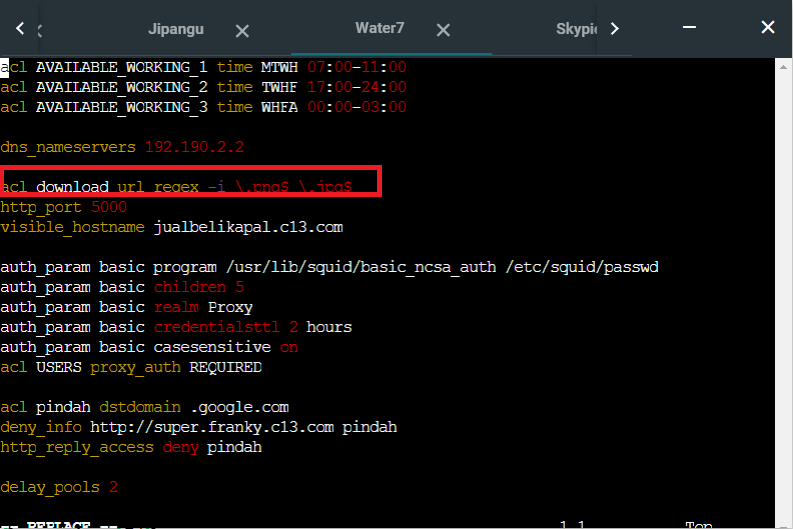 Jipangu
Water7
Skypie
acl AVAILABLE_WORKING_1 time MTWH 07:00-11:00
acl AVAILABLE_WORKING_2 time TWHF 17:00-24:00
acl AVAILABLE_WORKING_3 time WHFA 00:00-03:00
dns_nameservers 192.190.2.2
acl download url_regex -i \.png$ \.jpg$
http_port 5000
visible_hostname jualbelikapal.c13.com
auth_param basic program /usr/lib/squid/basic_ncsa_auth /etc/squid/passwd
auth_param basic children 5
auth_param basic realm Proxy
auth_param basic credentialsttl 2 hours
auth_param basic casesensitive on
acl USERS proxy_auth REQUIRED
acl pindah dstdomain .google.com
deny_info http://super.franky.c13.com pindah
http_reply_access deny pindah
delay_pools 2
-- REPLACE -- 1,1 Top